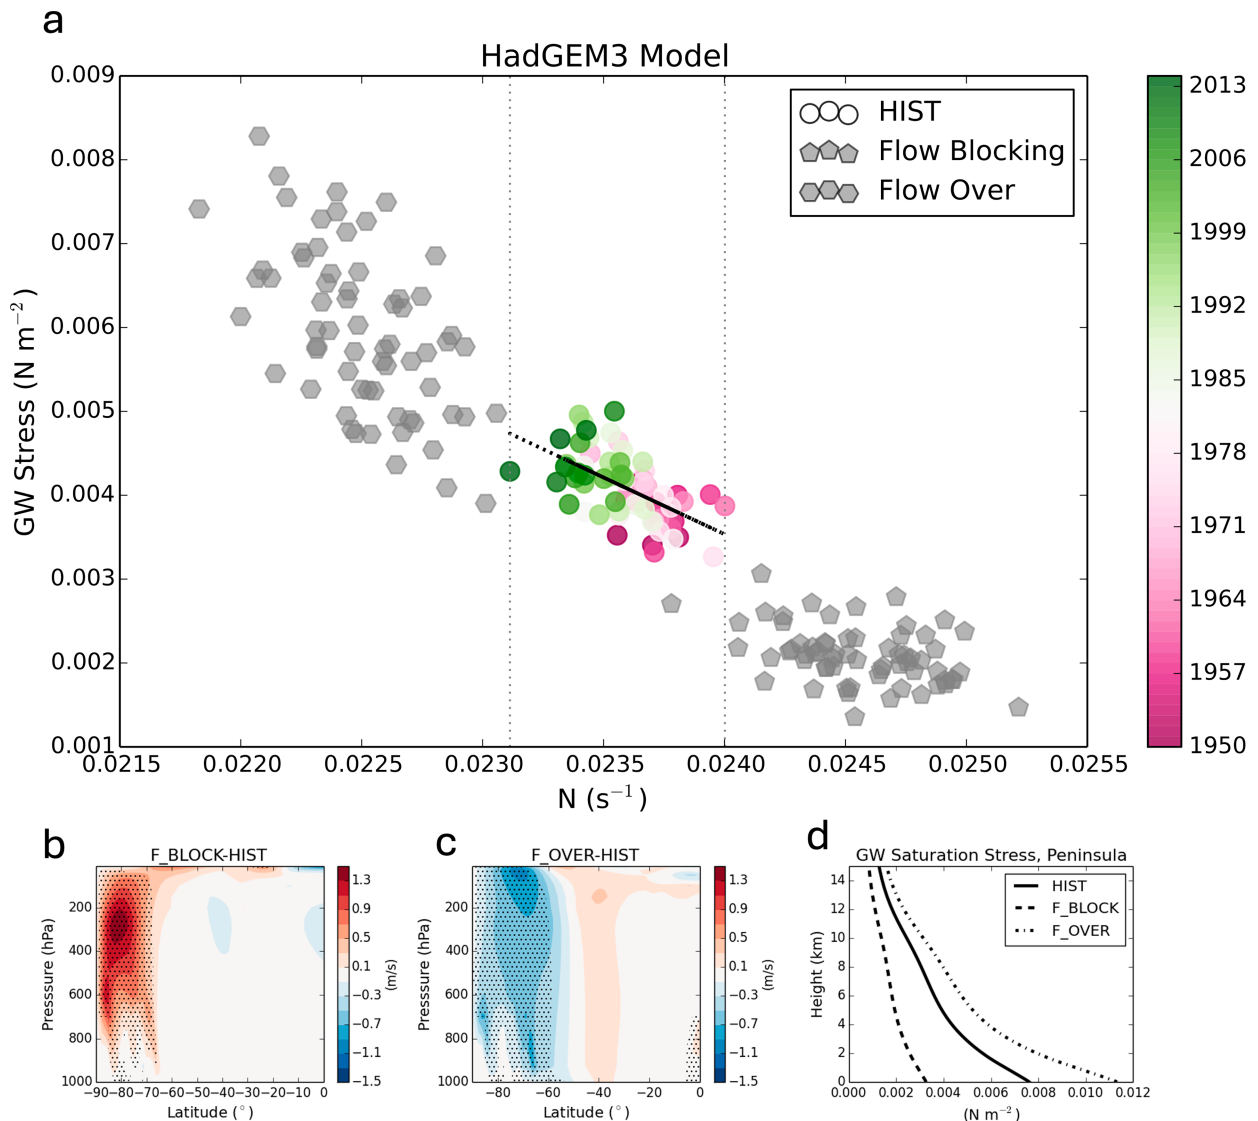 a
HadGEM3 Model
0.009
0.008
0.007
0.006
0.005
0.004
0.003
0.002
0.001
GW Stress (N m⁻²)
HIST
Flow Blocking
Flow Over
0.0215 0.0220 0.0225 0.0230 0.0235 0.0240 0.0245 0.0250 0.0255
N (s⁻¹)
2013
2006
1999
1992
1985
1978
1971
1964
1957
1950
b
F_BLOCK-HIST
200
400
600
800
1000
Presssure (hPa)
−90 −80 −70 −60 −50 −40 −30 −20 −10 0
Latitude (°)
1.3
0.9
0.5
0.1
−0.3
−0.7
−1.1
−1.5
(m/s)
c
F_OVER-HIST
200
400
600
800
1000
Presssure (hPa)
−80 −60 −40 −20 0
Latitude (°)
1.3
0.9
0.5
0.1
−0.3
−0.7
−1.1
−1.5
(m/s)
d
GW Saturation Stress, Peninsula
14
12
10
8
6
4
2
0
Height (km)
HIST
F_BLOCK
F_OVER
0.000 0.002 0.004 0.006 0.008 0.010 0.012
(N m⁻²)